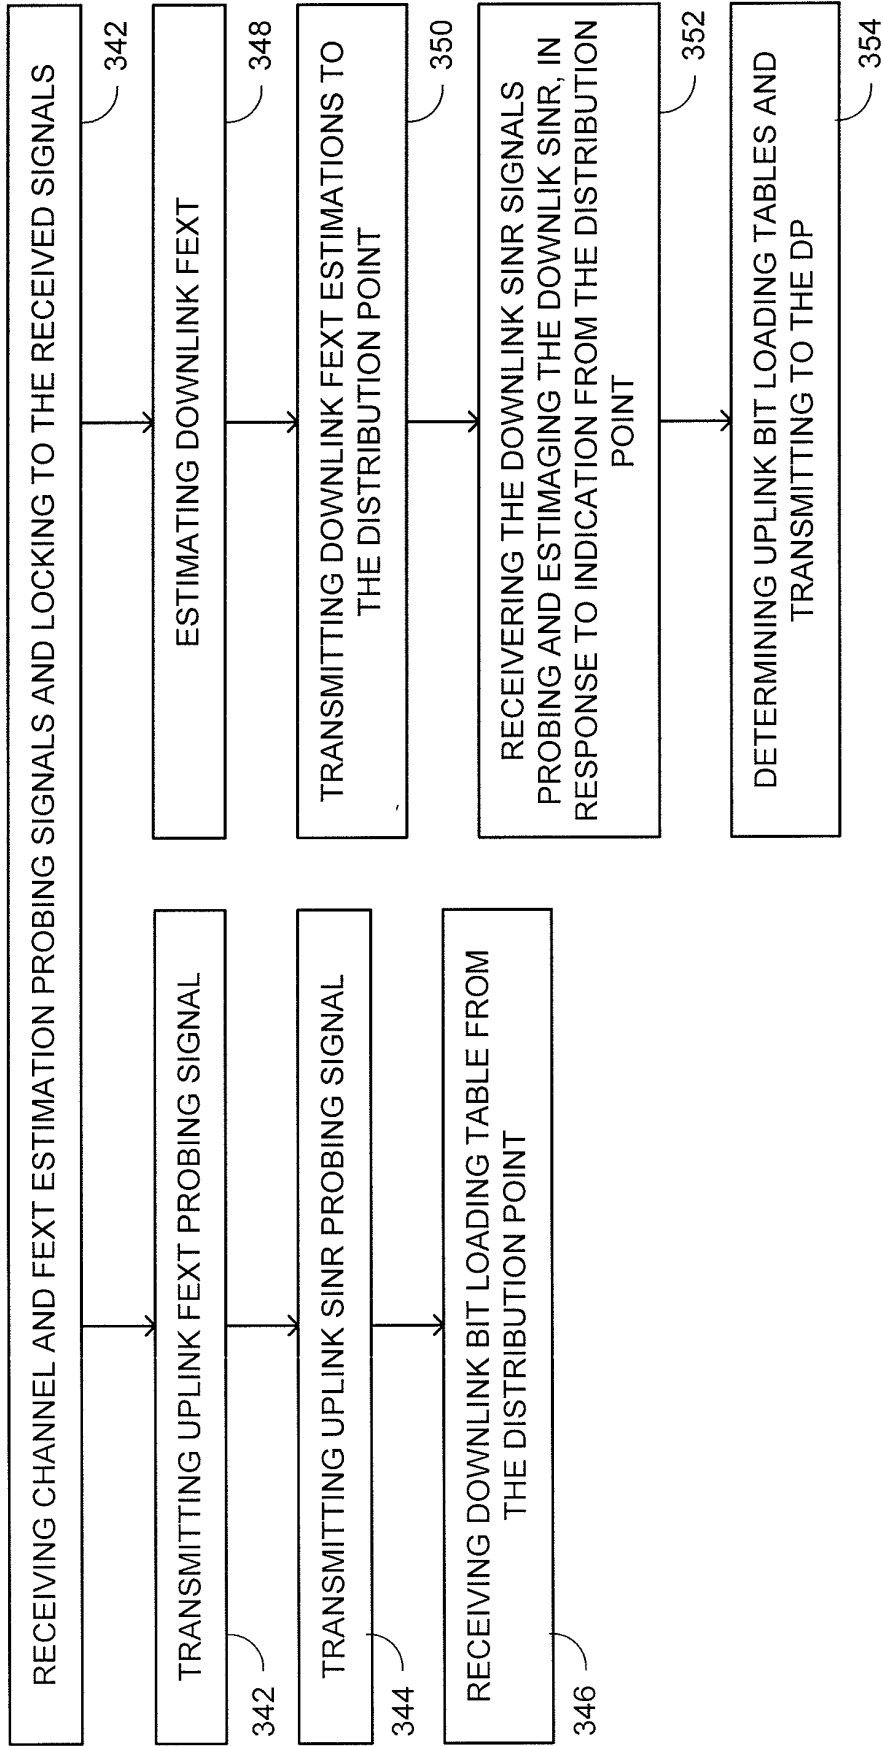 RECEIVING CHANNEL AND FEXT ESTIMATION PROBING SIGNALS AND LOCKING TO THE RECEIVED SIGNALS
342
TRANSMITTING UPLINK FEXT PROBING SIGNAL
342
TRANSMITTING UPLINK SINR PROBING SIGNAL
344
RECEIVING DOWNLINK BIT LOADING TABLE FROM
THE DISTRIBUTION POINT
346
ESTIMATING DOWNLINK FEXT
348
TRANSMITTING DOWNLINK FEXT ESTIMATIONS TO
THE DISTRIBUTION POINT
350
RECEIVERING THE DOWNLINK SINR SIGNALS
PROBING AND ESTIMAGING THE DOWNLIK SINR, IN
RESPONSE TO INDICATION FROM THE DISTRIBUTION
POINT
352
DETERMINING UPLINK BIT LOADING TABLES AND
TRANSMITTING TO THE DP
354